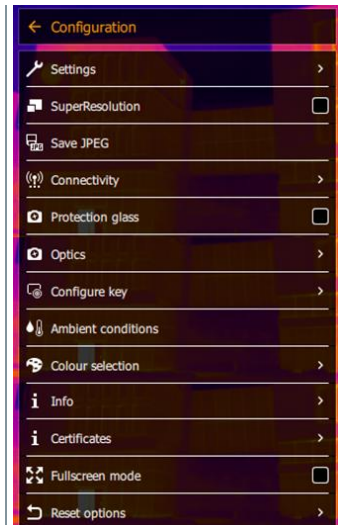 Configuration
Settings
SuperResolution
JPG
Save JPEG
Connectivity
Protection glass
Optics
Configure key
Ambient conditions
Colour selection
Info
Certificates
Fullscreen mode
Reset options